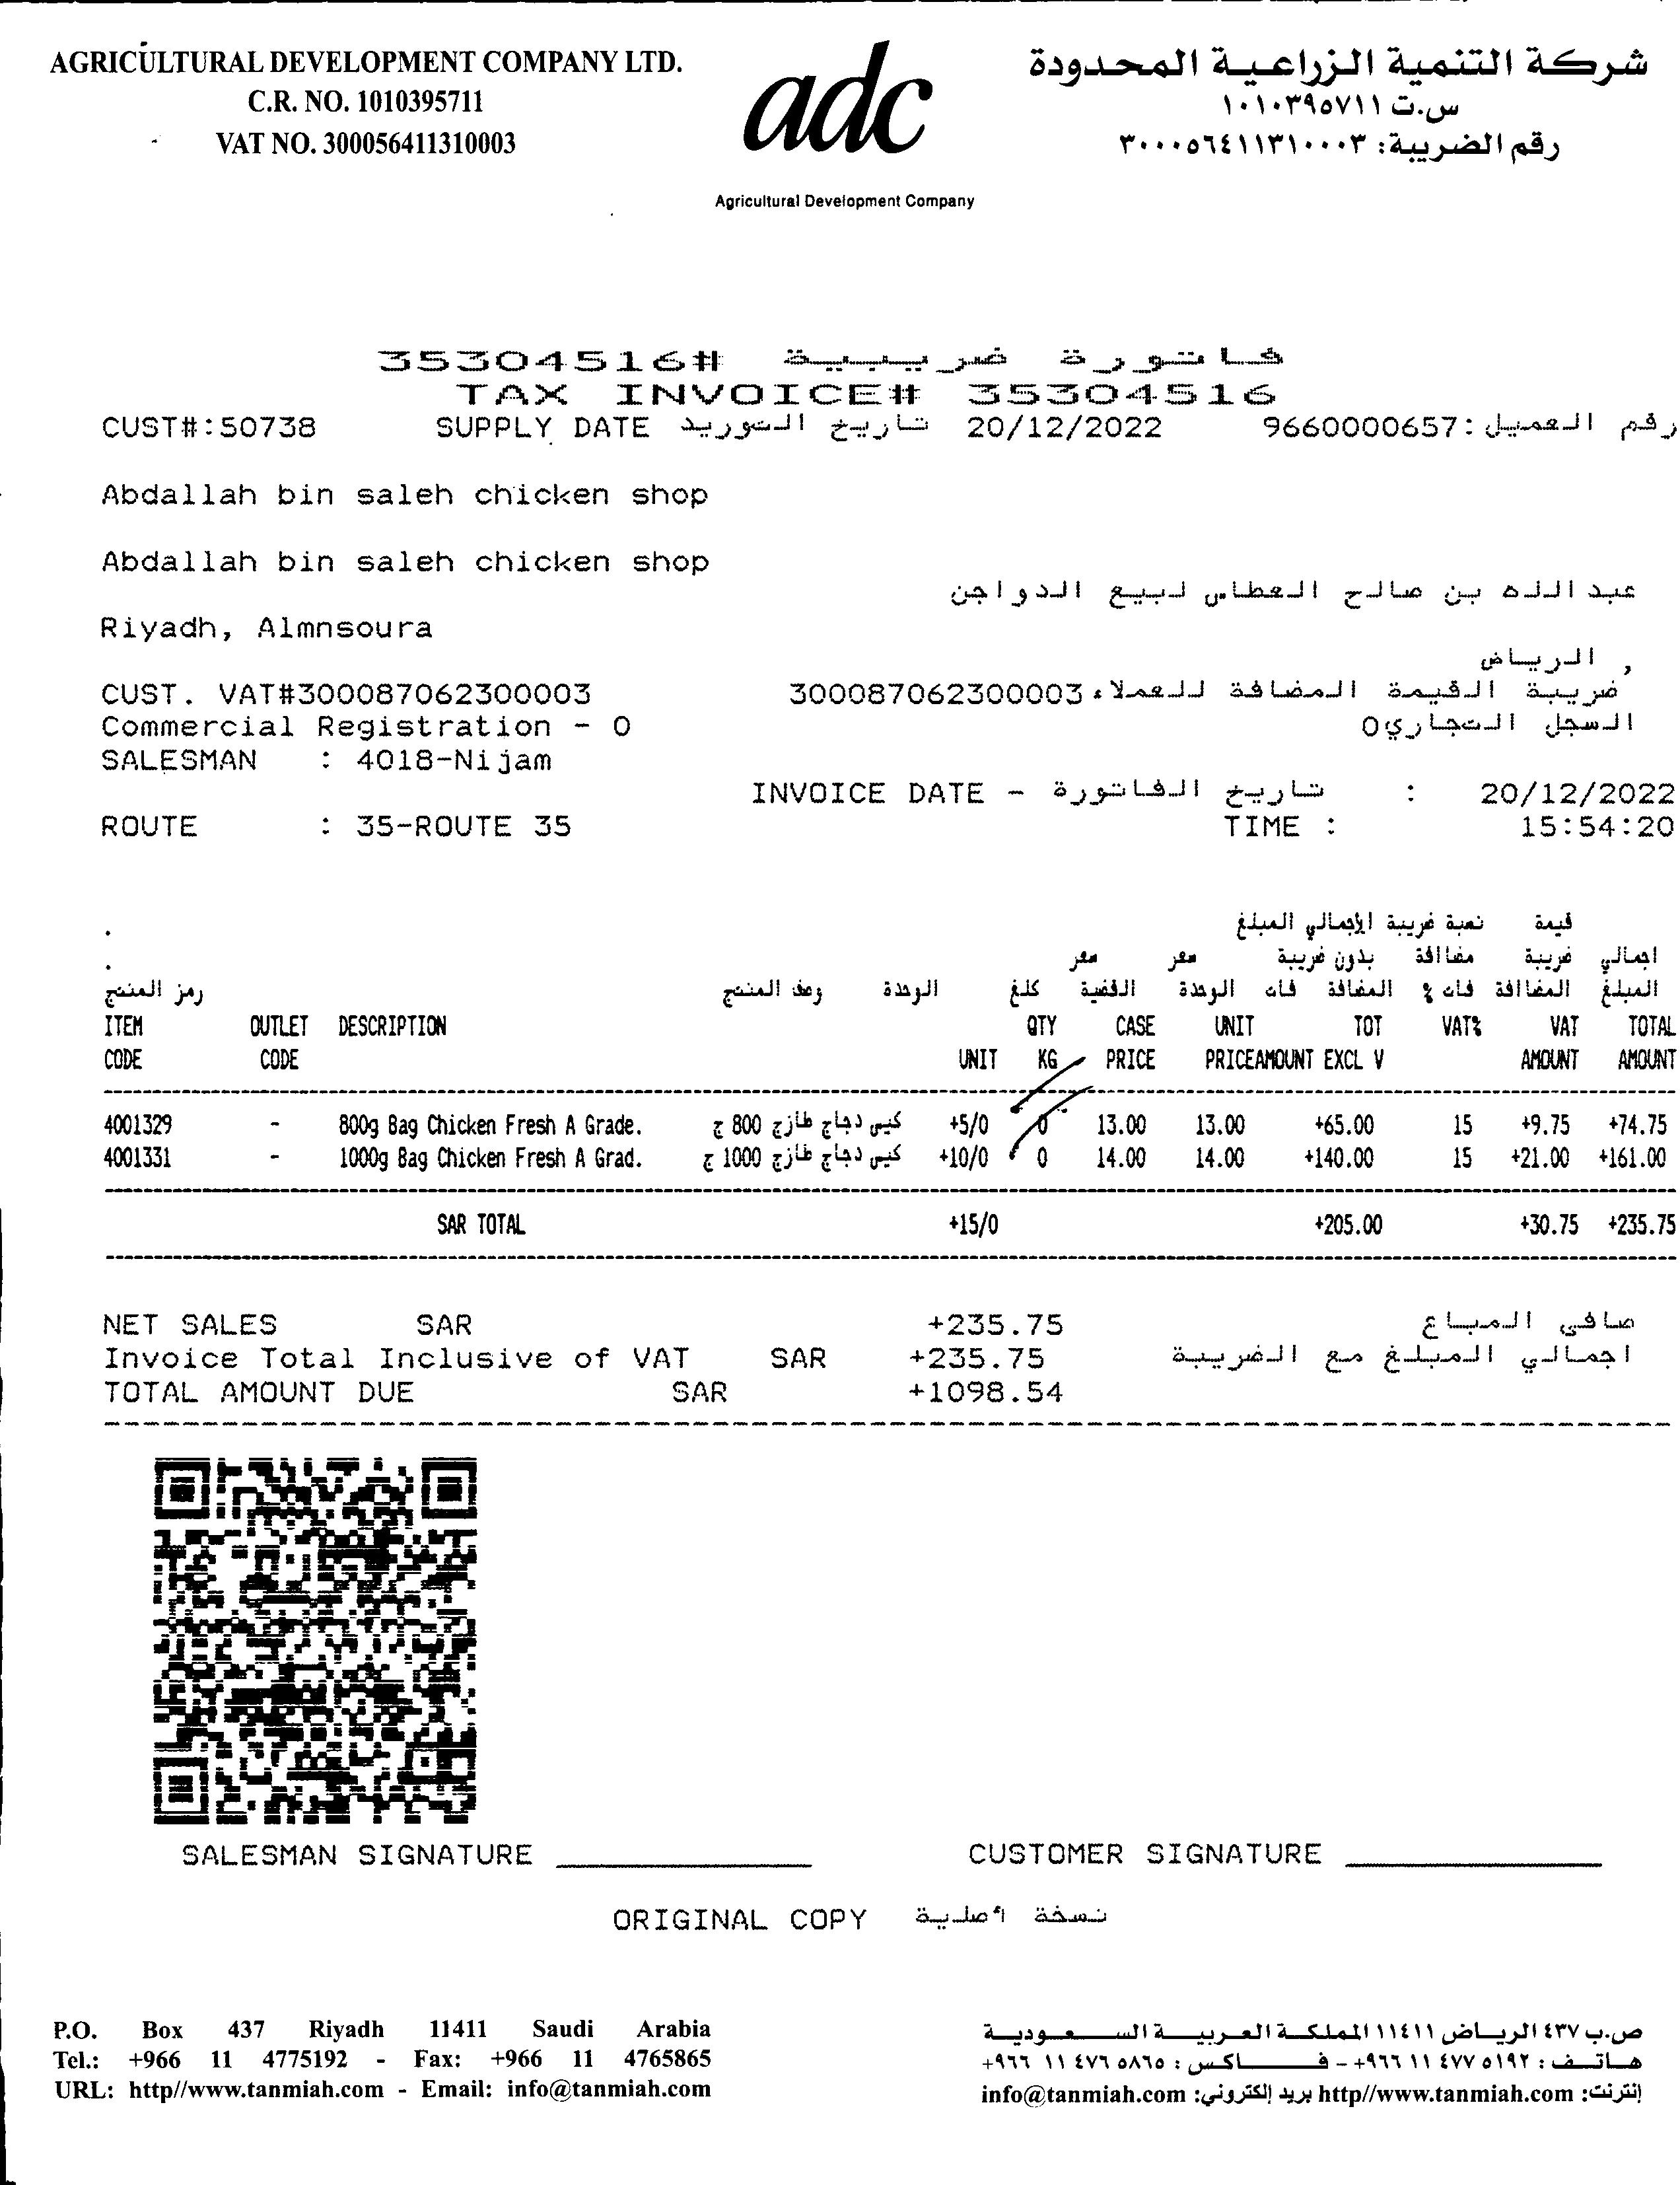 AGRICULTURAL DEVELOPMENT COMPANY LTD.
C.R. NO. 1010395711
VAT NO. 300056411310003
adc
Agricultural Development Company
شركة التنمية الزراعية المحدودة
س.ت ١٠١٠٣٩٥٧١١
رقم الضريبة: ٣٠٠٠٥٦٤١١٣١٠٠٠٣
فاتورة ضريبية #35304516
TAX INVOICE# 35304516
CUST#:50738 SUPPLY DATE تاريخ التوريد 20/12/2022 رقم العميل:9660000657
Abdallah bin saleh chicken shop
Abdallah bin saleh chicken shop
عبدالله بن صالح العطاس لبيع الدواجن
Riyadh, Almnsoura
, الرياض
CUST. VAT#300087062300003 ضريبة القيمة المضافة للعملاء 300087062300003
Commercial Registration - 0 السجل التجاري0
SALESMAN : 4018-Nijam
INVOICE DATE - تاريخ الفاتورة : 20/12/2022
ROUTE : 35-ROUTE 35 TIME : 15:54:20
. قيمة نسبة ضريبة الإجمالي المبلغ
. اجمالي ضريبة مضاافة بدون ضريبة سعر سعر
المبلغ المضاافة فات % المضافة فات الوحدة القضية كلغ الوحدة وصف المنتج رمز المنتج
ITEM OUTLET DESCRIPTION QTY CASE UNIT TOT VAT% VAT TOTAL
CODE CODE UNIT KG PRICE PRICEAMOUNT EXCL V AMOUNT AMOUNT
4001329 - 800g Bag Chicken Fresh A Grade. كيس دجاج طازج 800 ج +5/0 0 13.00 13.00 +65.00 15 +9.75 +74.75
4001331 - 1000g Bag Chicken Fresh A Grad. كيس دجاج طازج 1000 ج +10/0 0 14.00 14.00 +140.00 15 +21.00 +161.00
SAR TOTAL +15/0 +205.00 +30.75 +235.75
NET SALES SAR +235.75 صافي المباع
Invoice Total Inclusive of VAT SAR +235.75 اجمالي المبلغ مع الضريبة
TOTAL AMOUNT DUE SAR +1098.54
SALESMAN SIGNATURE CUSTOMER SIGNATURE
ORIGINAL COPY نسخة أصلية
P.O. Box 437 Riyadh 11411 Saudi Arabia
Tel.: +966 11 4775192 - Fax: +966 11 4765865
URL: http//www.tanmiah.com - Email: info@tanmiah.com
ص.ب ٤٣٧ الرياض ١١٤١١ المملكة العربية السعودية
هاتف : ٥١٩٢ ٤٧٧ ١١ ٩٦٦+ - فاكس : ٥٨٦٥ ٤٧٦ ١١ ٩٦٦+
إنترنت: http//www.tanmiah.com بريد إلكتروني: info@tanmiah.com